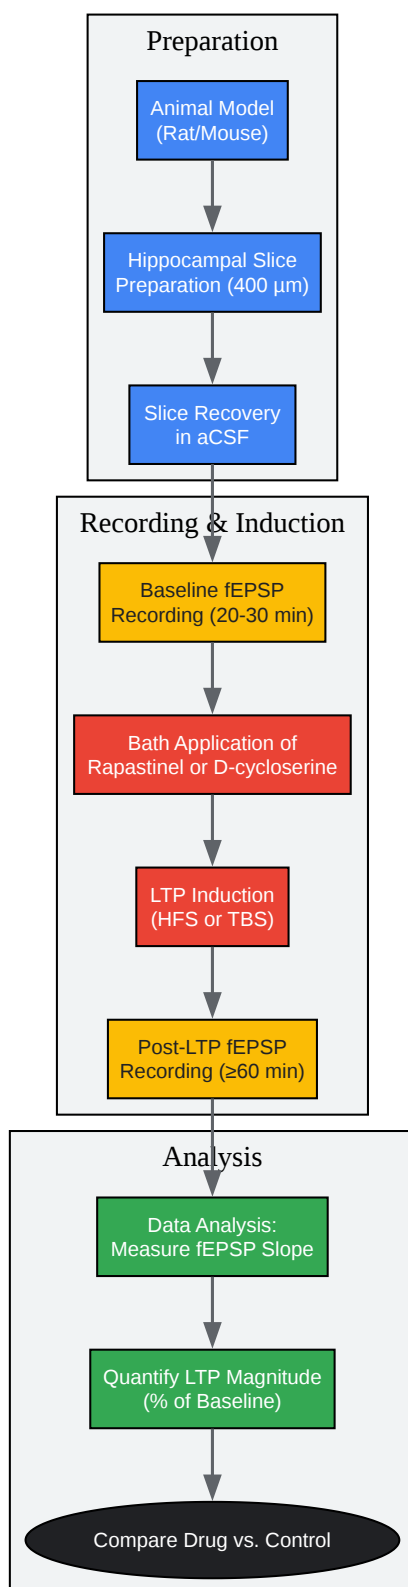 Preparation
Animal Model
(Rat/Mouse)
Hippocampal Slice
Preparation (400 µm)
Slice Recovery
in aCSF
Recording & Induction
Baseline fEPSP
Recording (20-30 min)
Bath Application of
Rapastinel or D-cycloserine
LTP Induction
(HFS or TBS)
Post-LTP fEPSP
Recording (≥60 min)
Analysis
Data Analysis:
Measure fEPSP Slope
Quantify LTP Magnitude
(% of Baseline)
Compare Drug vs. Control